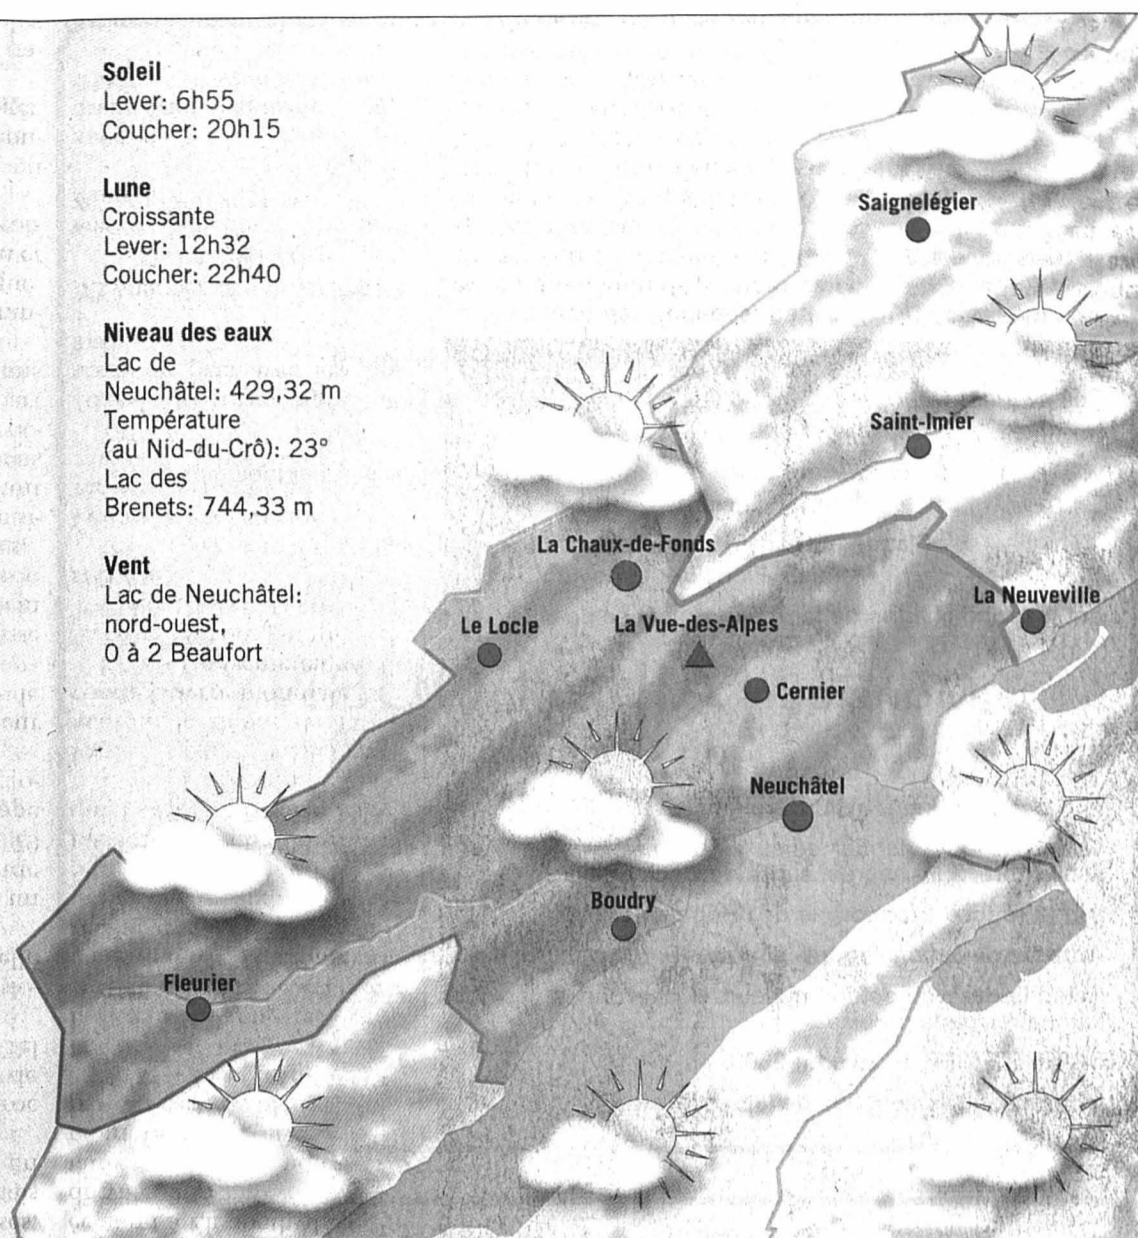 Soleil
Lever: 6h55
Coucher: 20h15
Lune
Croissante
Lever: 12h32
Coucher: 22h40
Niveau des eaux
Lac de
Neuchâtel: 429,32 m
Température
(au Nid-du-Crô): 23°
Lac des
Brenets: 744,33 m
Vent
Lac de Neuchâtel:
nord-ouest,
0 à 2 Beaufort
Saignelégier
Saint-Imier
La Chaux-de-Fonds
La Neuveville
Le Locle
La Vue-des-Alpes
Cernier
Neuchâtel
Boudry
Fleurier